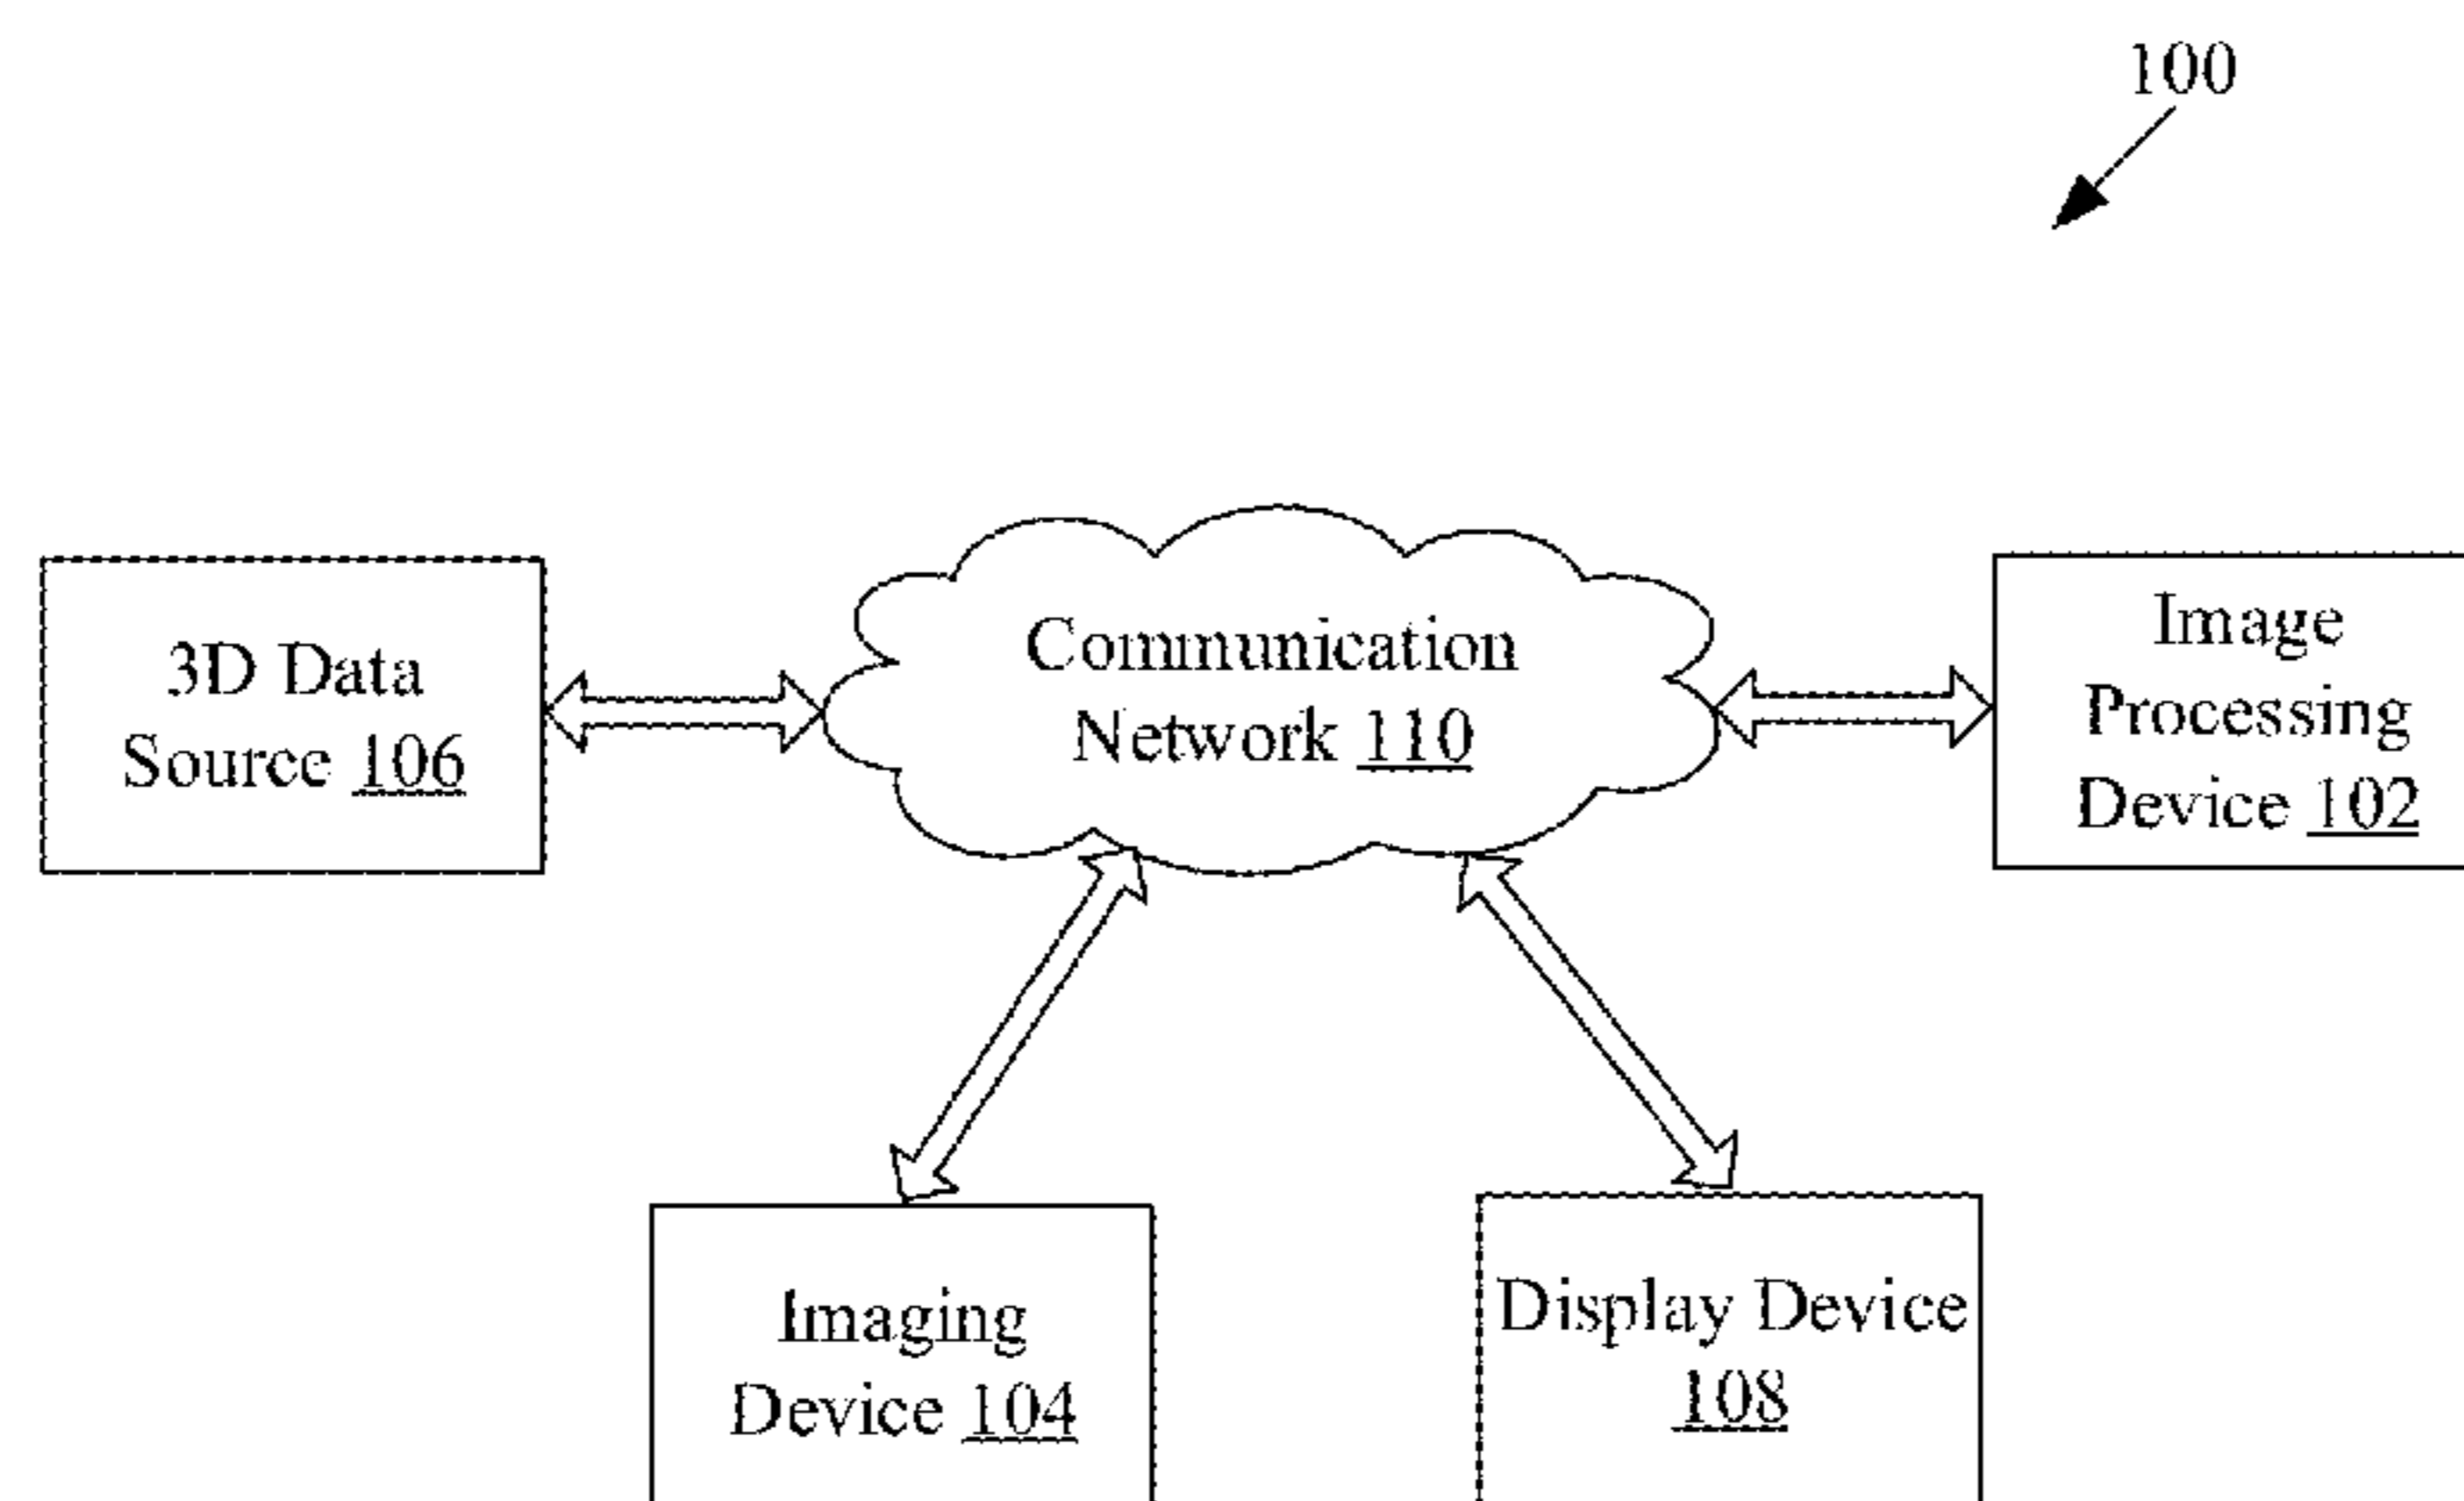 100
3D Data
Source 106
Communication
Network 110
Image
Processing
Device 102
Imaging
Device 104
Display Device
108